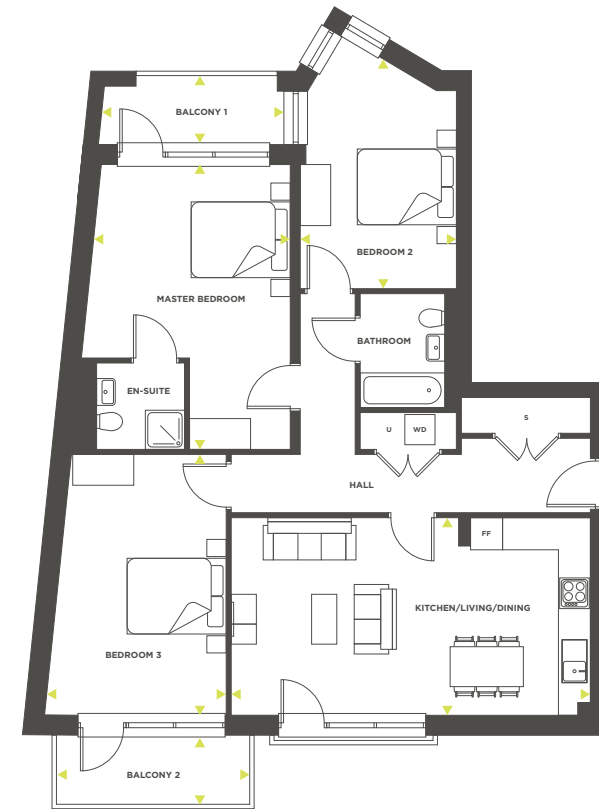 BALCONY 1
BEDROOM 2
MASTER BEDROOM
BATHROOM
EN-SUITE
U
WD
S
HALL
FF
KITCHEN/LIVING/DINING
BEDROOM 3
BALCONY 2